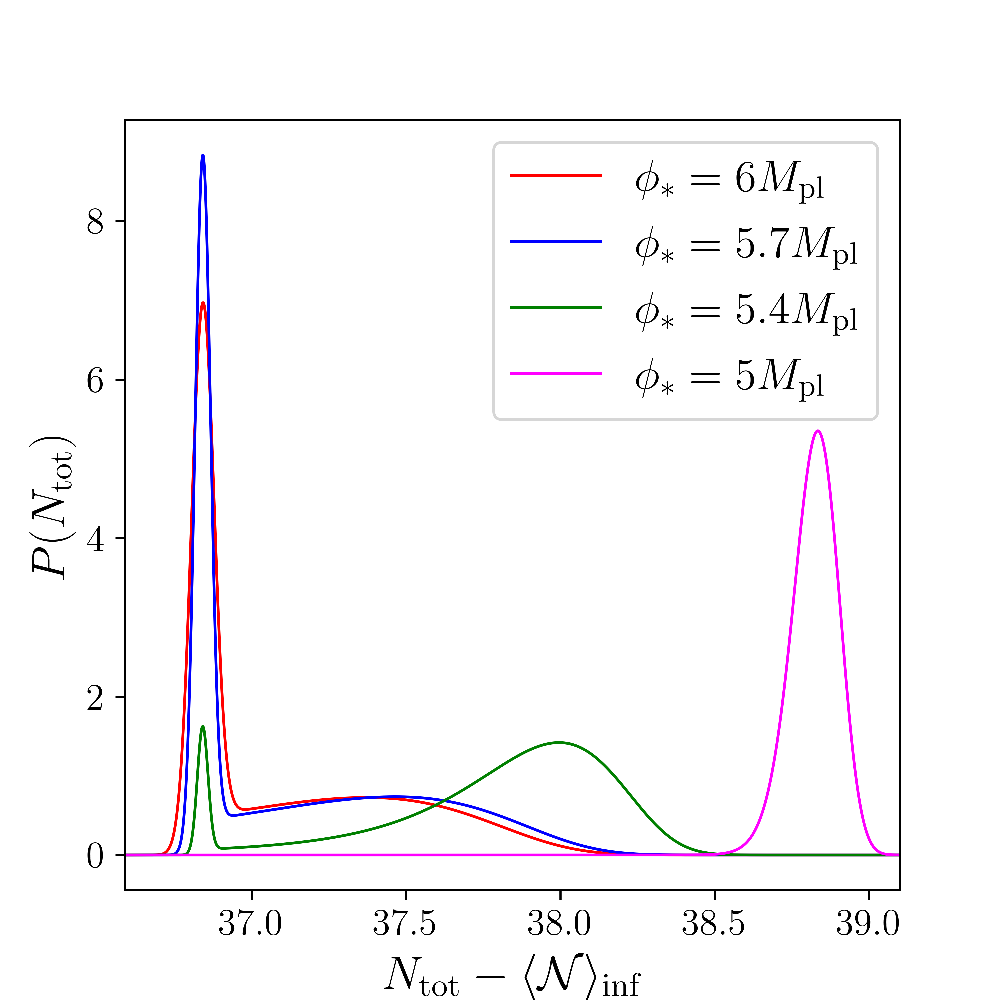 ϕ* = 6Mpl
ϕ* = 5.7Mpl
ϕ* = 5.4Mpl
ϕ* = 5Mpl
P(Ntot)
8
6
4
2
0
37.0 37.5 38.0 38.5 39.0
Ntot − ⟨𝒩⟩inf